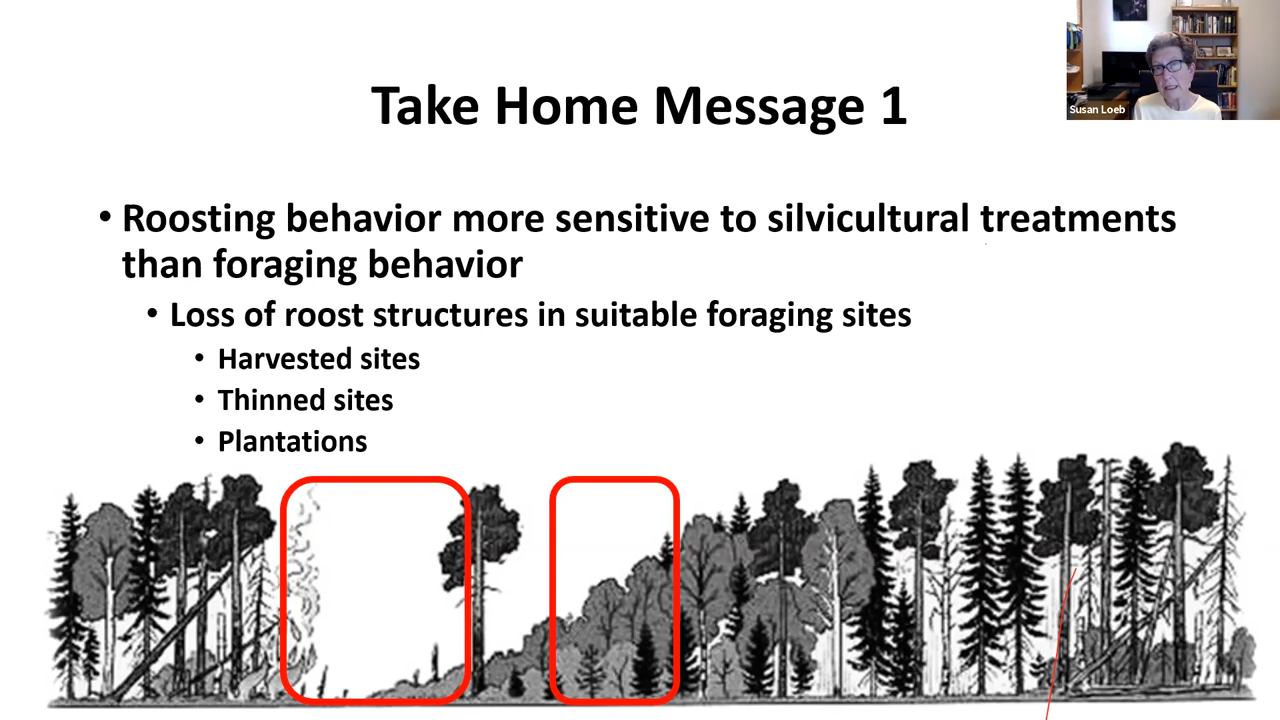 Susan Loeb
Take Home Message 1
• Roosting behavior more sensitive to silvicultural treatments
than foraging behavior
• Loss of roost structures in suitable foraging sites
• Harvested sites
• Thinned sites
• Plantations